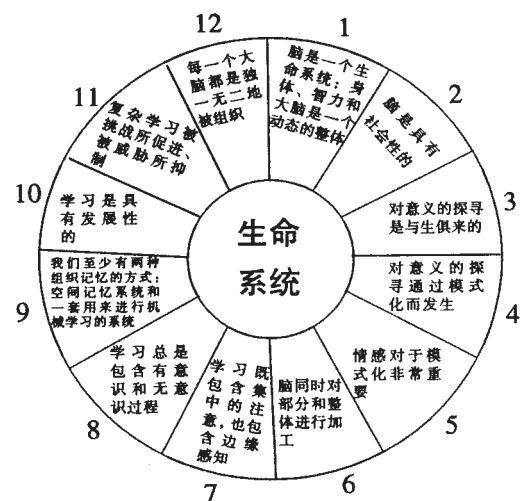 1
脑是一个生
命系统；身
体、智力和
大脑是一个
动态的整体
2
脑是具有
社会性的
3
对意义的探寻
是与生俱来的
4
对意义的探
寻通过模式
化而发生
5
情感对于模
式化非常重
要
6
脑同时对
部分和整
体进行加
工
7
学习既
包含集
中的注
意，也包
含边缘
感知
8
学习总是
包含有意
识和无意
识过程
9
我们至少有两种
组织记忆的方式；
空间记忆系统和
一套用来进行机
械学习的系统
10
学习是具
有发展性
的
11
复杂学习被
挑战所促进、
被威胁所抑
制
12
每一个大
脑都是独
一无二地
被组织
生命
系统